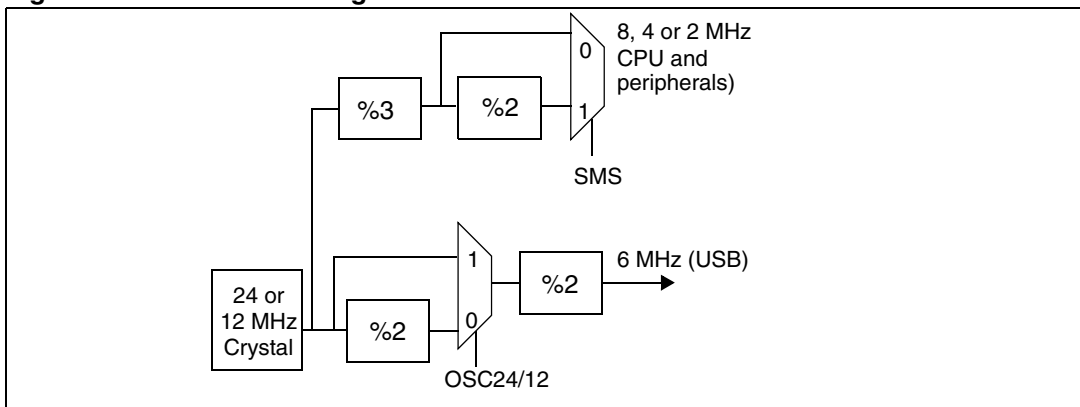 8, 4 or 2 MHz
CPU and
peripherals)
0
1
%3
%2
SMS
6 MHz (USB)
1
0
%2
24 or
12 MHz
Crystal
%2
OSC24/12